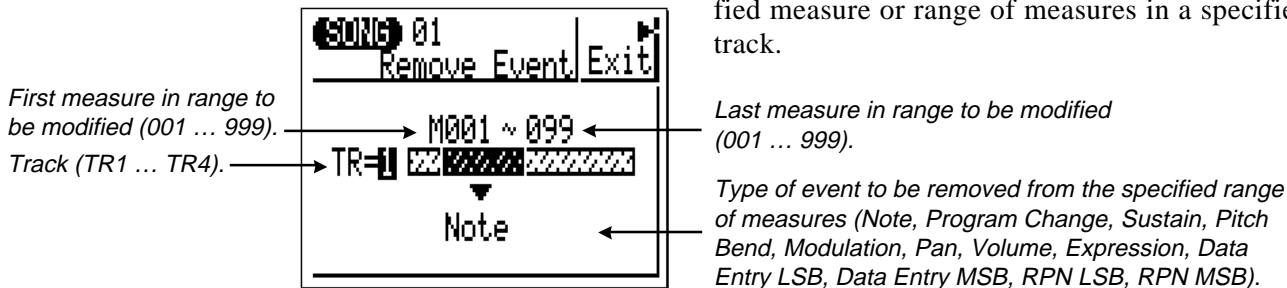 fied measure or range of measures in a specifie
track.
SONG 01
Remove Event
Exit
First measure in range to
be modified (001 … 999).
Track (TR1 … TR4).
M001 ~ 099
TR=1
Note
Last measure in range to be modified
(001 … 999).
Type of event to be removed from the specified range
of measures (Note, Program Change, Sustain, Pitch
Bend, Modulation, Pan, Volume, Expression, Data
Entry LSB, Data Entry MSB, RPN LSB, RPN MSB).